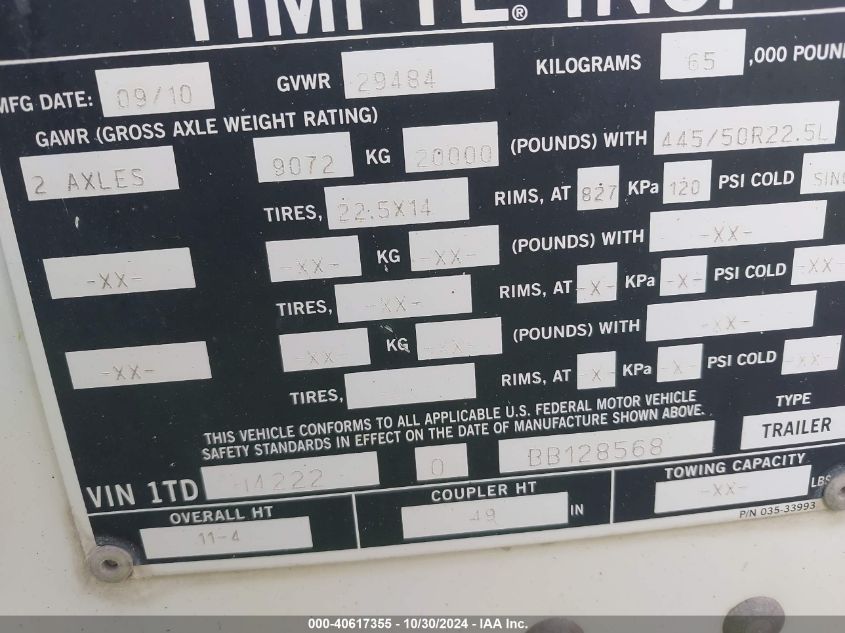 TIMPTE® INC.
MFG DATE: 09/10 GVWR 29484 KILOGRAMS 65 ,000 POUN
GAWR (GROSS AXLE WEIGHT RATING)
2 AXLES 9072 KG 20000 (POUNDS) WITH 445/50R22.5L
TIRES, 22.5X14 RIMS, AT 827 KPa 120 PSI COLD SING
-XX- -XX- KG -XX- (POUNDS) WITH -XX-
TIRES, -XX- RIMS, AT -X- KPa -X- PSI COLD -XX-
-XX- -XX- KG -XX- (POUNDS) WITH -XX-
TIRES, RIMS, AT -X- KPa -X- PSI COLD -XX-
THIS VEHICLE CONFORMS TO ALL APPLICABLE U.S. FEDERAL MOTOR VEHICLE
SAFETY STANDARDS IN EFFECT ON THE DATE OF MANUFACTURE SHOWN ABOVE.
TYPE
TRAILER
VIN 1TD H4222 0 BB128568
OVERALL HT
11-4
COUPLER HT
49 IN
TOWING CAPACITY
-XX- LBS
P/N 035-33993
000-40617355 - 10/30/2024 - IAA Inc.